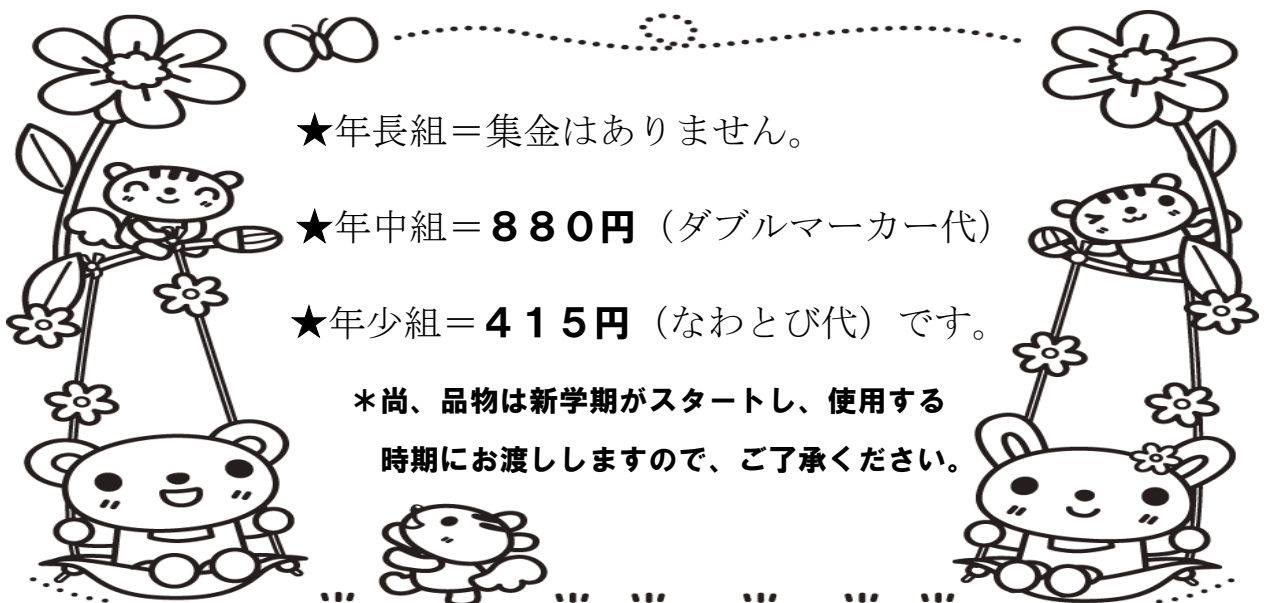 ★年長組＝集金はありません。
★年中組＝８８０円（ダブルマーカー代）
★年少組＝４１５円（なわとび代）です。
＊尚、品物は新学期がスタートし、使用する
時期にお渡ししますので、ご了承ください。